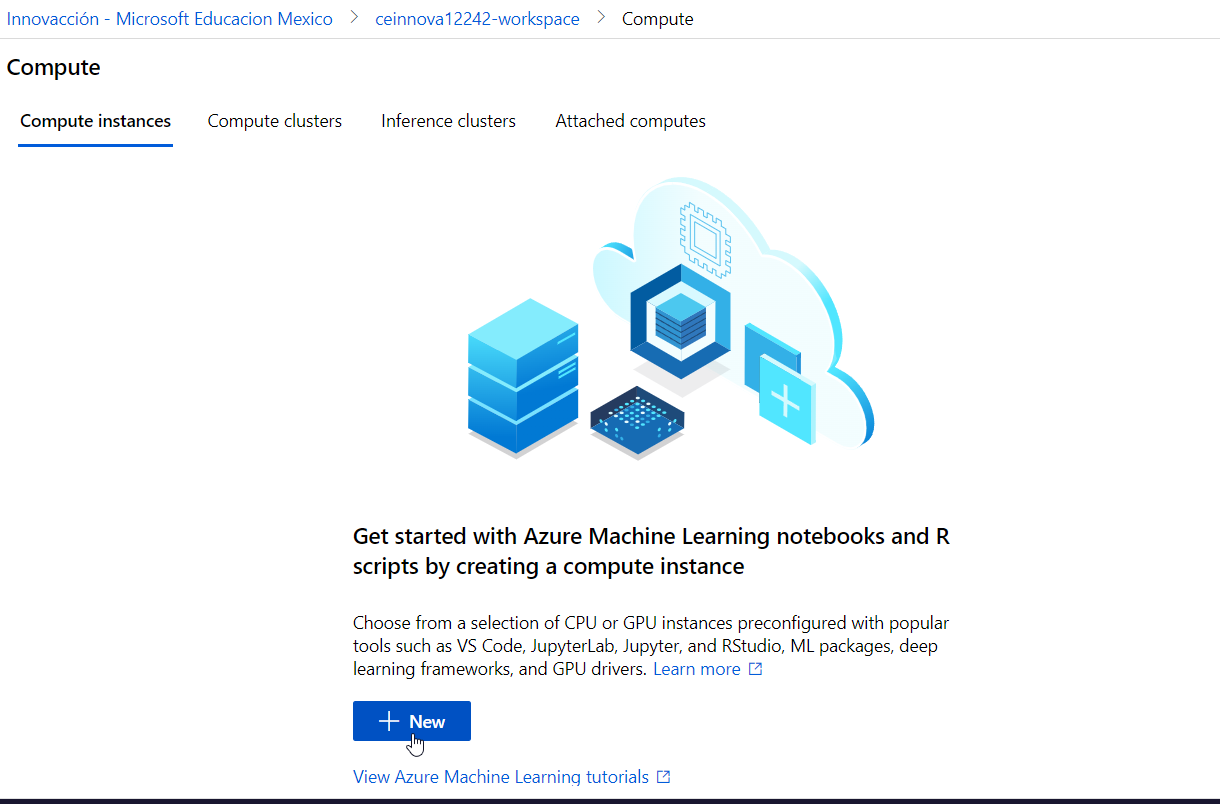 Innovacción - Microsoft Educacion Mexico > ceinnova12242-workspace > Compute
Compute
Compute instances Compute clusters Inference clusters Attached computes
Get started with Azure Machine Learning notebooks and R
scripts by creating a compute instance
Choose from a selection of CPU or GPU instances preconfigured with popular
tools such as VS Code, JupyterLab, Jupyter, and RStudio, ML packages, deep
learning frameworks, and GPU drivers. Learn more
+ New
View Azure Machine Learning tutorials